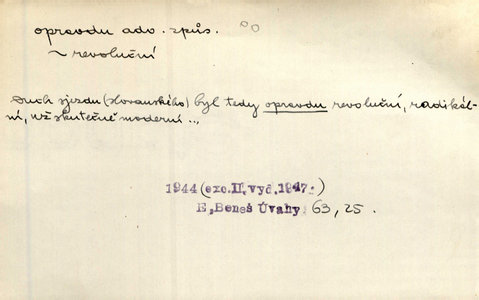 opravdu adv. způs.
~ revoluční
Duch sjezdu (slovanského) byl tedy opravdu revoluční, radikál-
ní, už skutečně moderní ...,
1944 (exc. II. vyd. 1947.)
E. Beneš Úvahy 63, 25.